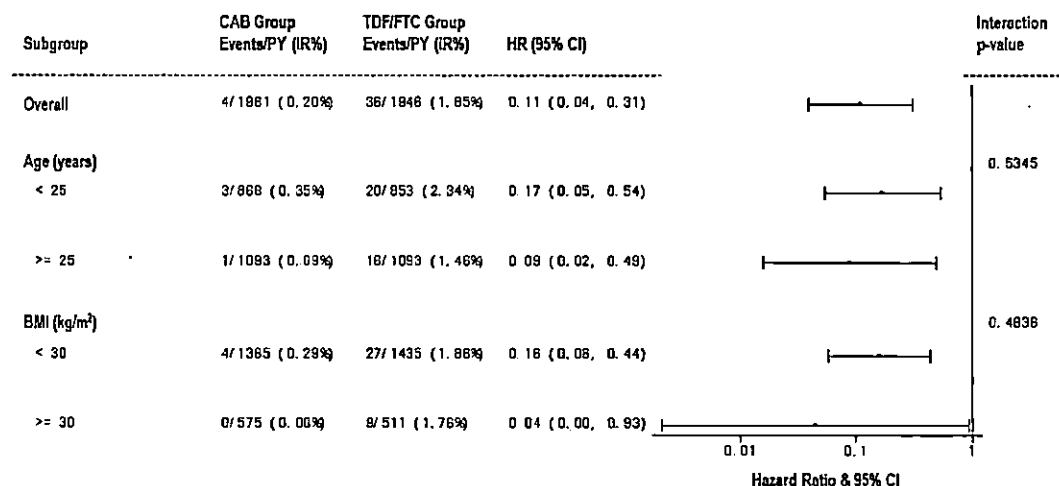 Subgroup CAB Group Events/PY (IR%) TDF/FTC Group Events/PY (IR%) HR (95% CI) Interaction p-value
Overall 4/1961 (0.20%) 36/1946 (1.85%) 0.11 (0.04, 0.31)
Age (years) 0.5345
< 25 3/868 (0.35%) 20/853 (2.34%) 0.17 (0.05, 0.54)
>= 25 1/1093 (0.09%) 16/1093 (1.46%) 0.09 (0.02, 0.49)
BMI (kg/m²) 0.4836
< 30 4/1385 (0.29%) 27/1435 (1.88%) 0.16 (0.06, 0.44)
>= 30 0/575 (0.00%) 9/511 (1.76%) 0.04 (0.00, 0.93)
0.01 0.1 1
Hazard Ratio & 95% CI